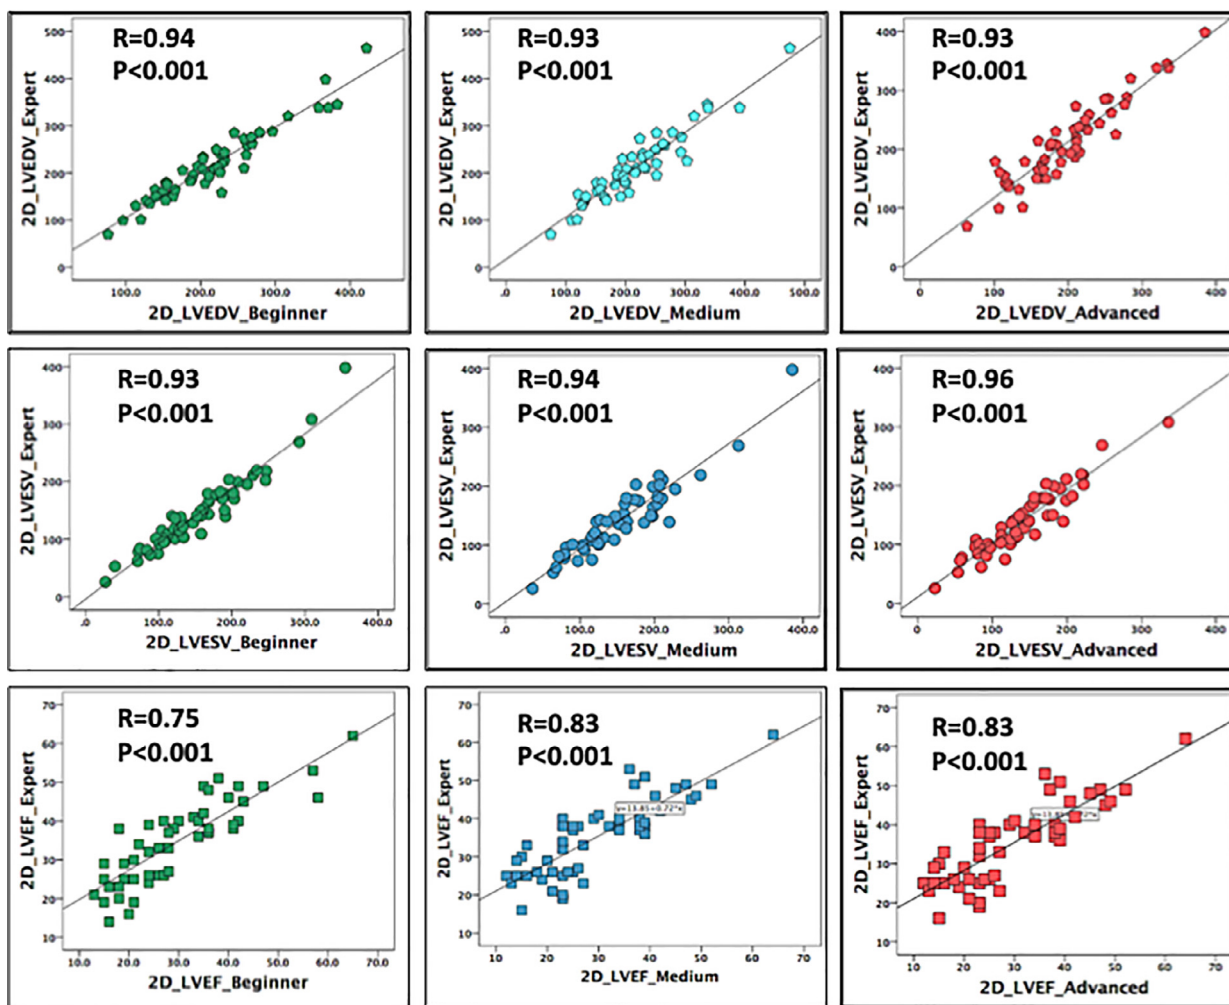 R=0.94
P<0.001
2D_LVEDV_Expert
500
400
300
200
100
0
100.0 200.0 300.0 400.0
2D_LVEDV_Beginner
R=0.93
P<0.001
2D_LVEDV_Expert
500
400
300
200
100
0
.0 100.0 200.0 300.0 400.0 500.0
2D_LVEDV_Medium
R=0.93
P<0.001
2D_LVEDV_Expert
400
300
200
100
0
0 100 200 300 400
2D_LVEDV_Advanced
R=0.93
P<0.001
2D_LVESV_Expert
400
300
200
100
0
.0 100.0 200.0 300.0 400.0
2D_LVESV_Beginner
R=0.94
P<0.001
2D_LVESV_Expert
400
300
200
100
0
.0 100.0 200.0 300.0 400.0
2D_LVESV_Medium
R=0.96
P<0.001
2D_LVESV_Expert
400
300
200
100
0
0 100 200 300 400
2D_LVESV_Advanced
R=0.75
P<0.001
2D_LVEF_Expert
70
60
50
40
30
20
10
10.0 20.0 30.0 40.0 50.0 60.0 70.0
2D_LVEF_Beginner
R=0.83
P<0.001
2D_LVEF_Expert
70
60
50
40
30
20
10
y=13.85+0.72*x
10 20 30 40 50 60 70
2D_LVEF_Medium
R=0.83
P<0.001
2D_LVEF_Expert
70
60
50
40
30
20
10
10 20 30 40 50 60 70
2D_LVEF_Advanced